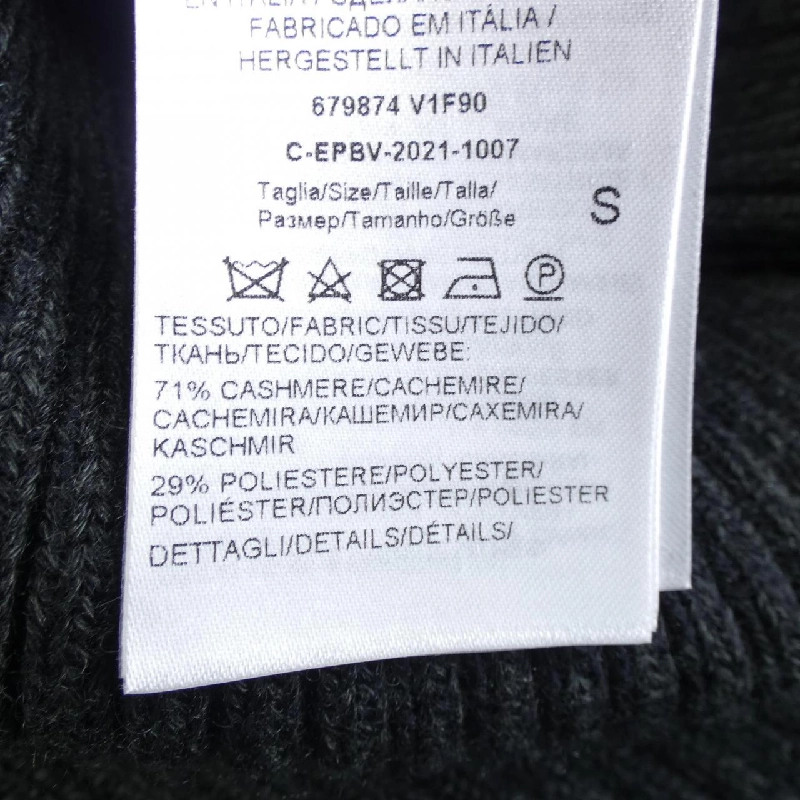 FABRICADO EM ITÁLIA /
HERGESTELLT IN ITALIEN
679874 V1F90
C-EPBV-2021-1007
Taglia/Size/Taille/Talla/
Размер/Tamanho/Größe
S
P
TESSUTO/FABRIC/TISSU/TEJIDO/
ТКАНЬ/TECIDO/GEWEBE:
71% CASHMERE/CACHEMIRE/
CACHEMIRA/КАШЕМИР/CAXEMIRA/
KASCHMIR
29% POLIESTERE/POLYESTER/
POLIÉSTER/ПОЛИЭСТЕР/POLIESTER
DETTAGLI/DETAILS/DÉTAILS/